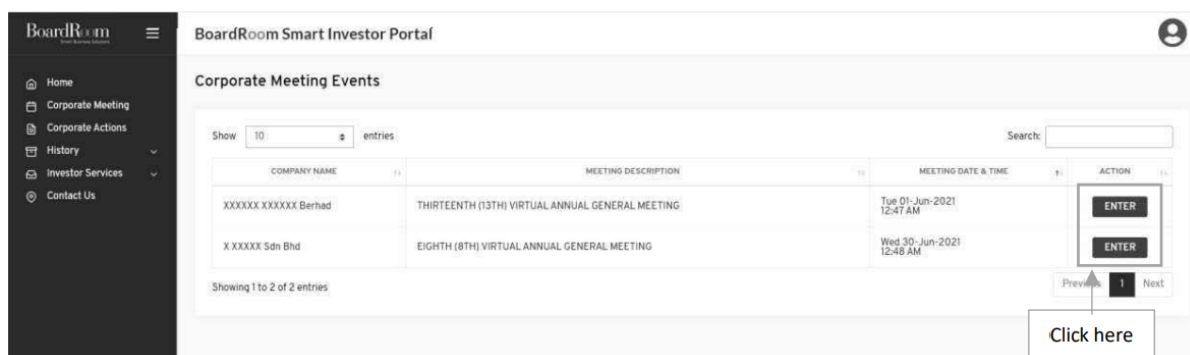 BoardRoom
Smart Business Solutions
BoardRoom Smart Investor Portal
Home
Corporate Meeting
Corporate Actions
History
Investor Services
Contact Us
Corporate Meeting Events
Show 10 entries
Search:
COMPANY NAME MEETING DESCRIPTION MEETING DATE & TIME ACTION
XXXXXX XXXXXX Berhad THIRTEENTH (13TH) VIRTUAL ANNUAL GENERAL MEETING Tue 01-Jun-2021 ENTER
12:47 AM
X XXXXX Sdn Bhd EIGHTH (8TH) VIRTUAL ANNUAL GENERAL MEETING Wed 30-Jun-2021 ENTER
12:48 AM
Showing 1 to 2 of 2 entries
Previous 1 Next
Click here